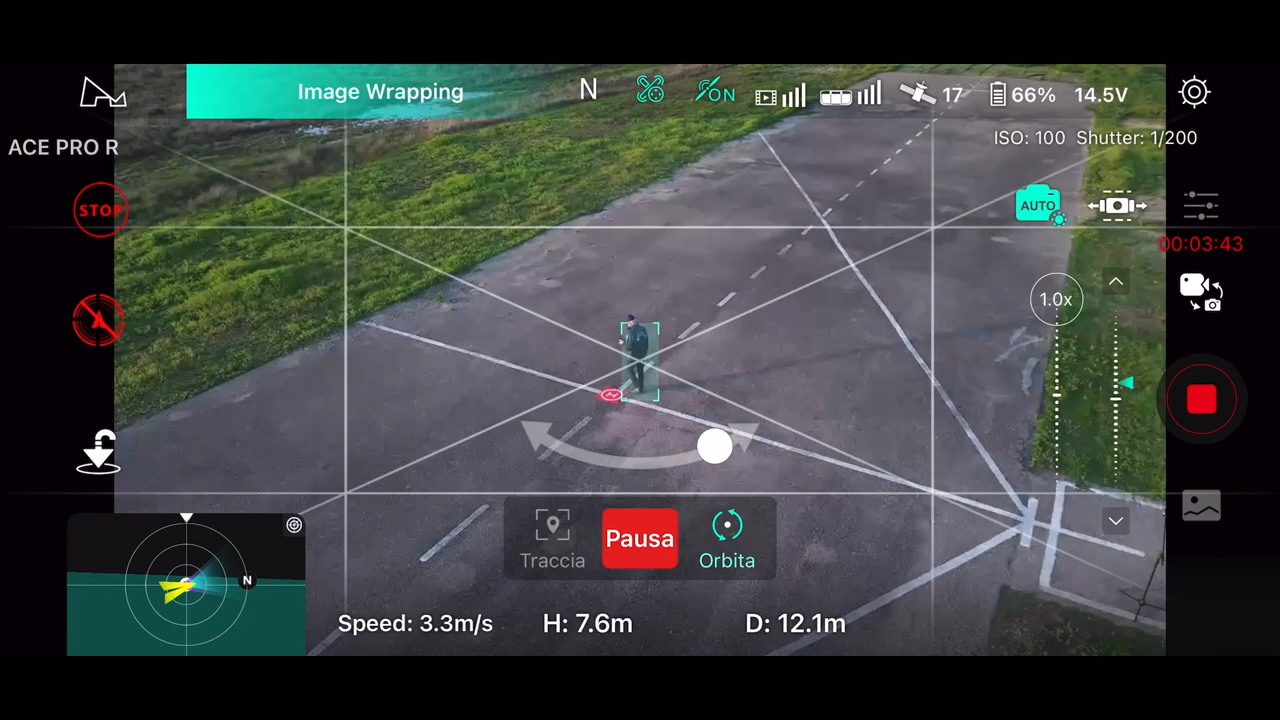 Image Wrapping
N
ON
17
66%
14.5V
ISO: 100 Shutter: 1/200
ACE PRO R
STOP
AUTO
00:03:43
1.0x
H
Traccia
Pausa
Orbita
N
Speed: 3.3m/s
H: 7.6m
D: 12.1m